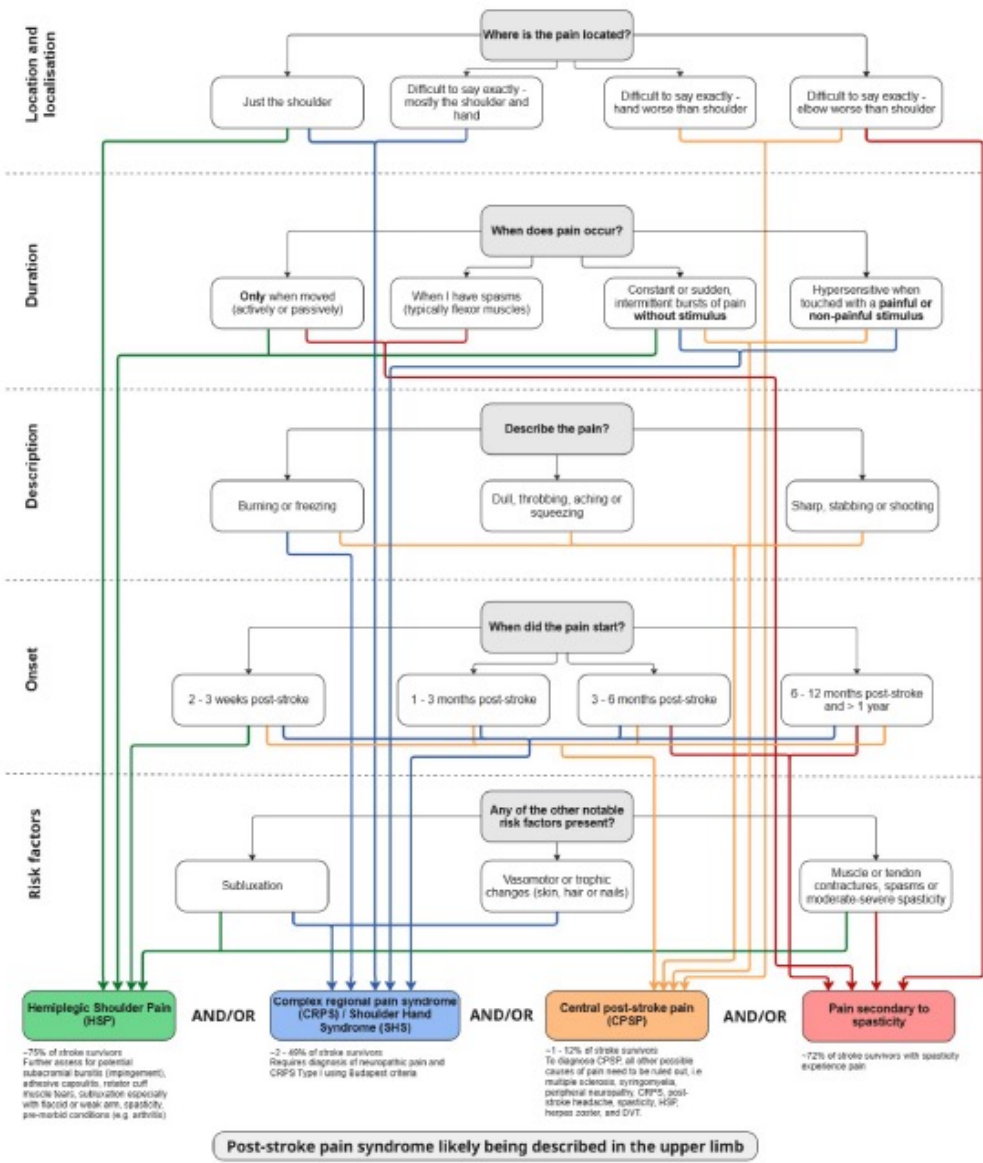 Location and
localisation
Where is the pain located?
Just the shoulder
Difficult to say exactly -
mostly the shoulder and
hand
Difficult to say exactly -
hand worse than shoulder
Difficult to say exactly -
elbow worse than shoulder
Duration
When does pain occur?
Only when moved
(actively or passively)
When I have spasms
(typically flexor muscles)
Constant or sudden,
intermittent bursts of pain
without stimulus
Hypersensitive when
touched with a painful or
non-painful stimulus
Description
Describe the pain?
Burning or freezing
Dull, throbbing, aching or
squeezing
Sharp, stabbing or shooting
Onset
When did the pain start?
2 - 3 weeks post-stroke
1 - 3 months post-stroke
3 - 6 months post-stroke
6 - 12 months post-stroke
and > 1 year
Risk factors
Any of the other notable
risk factors present?
Subluxation
Vasomotor or trophic
changes (skin, hair or nails)
Muscle or tendon
contractures, spasms or
moderate-severe spasticity
Hemiplegic Shoulder Pain
(HSP)
AND/OR
Complex regional pain syndrome
(CRPS) / Shoulder Hand
Syndrome (SHS)
AND/OR
Central post-stroke pain
(CPSP)
AND/OR
Pain secondary to
spasticity
~75% of stroke survivors
Further assess for potential
subacromial bursitis (impingement),
adhesive capsulitis, rotator cuff
muscle tears, subluxation especially
with flaccid or weak arm, spasticity,
pre-morbid conditions (e.g. arthritis)
~2 - 49% of stroke survivors
Requires diagnosis of neuropathic pain and
CRPS Type I using Budapest criteria
~1 - 12% of stroke survivors
To diagnose CPSP, all other possible
causes of pain need to be ruled out, i.e
multiple sclerosis, syringomyelia,
peripheral neuropathy, CRPS, post-
stroke headache, spasticity, HSP,
herpes zoster, and DVT.
~72% of stroke survivors with spasticity
experience pain
Post-stroke pain syndrome likely being described in the upper limb